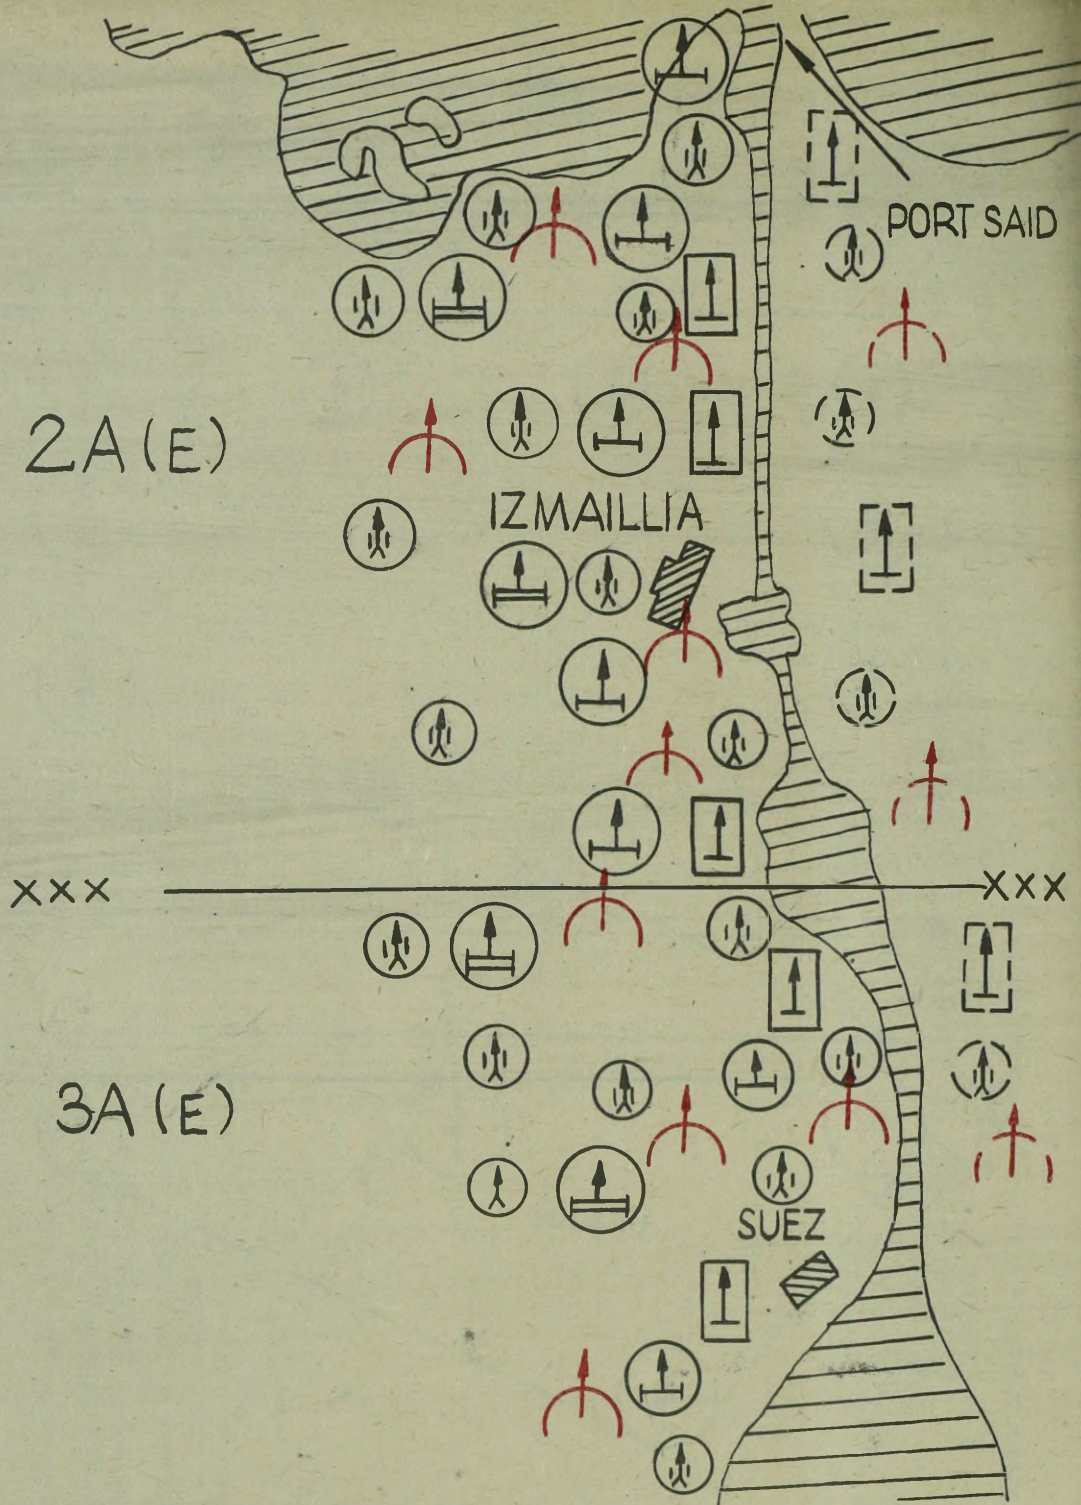 PORT SAID
2A (E)
IZMAILLIA
XXX XXX
3A (E)
SUEZ